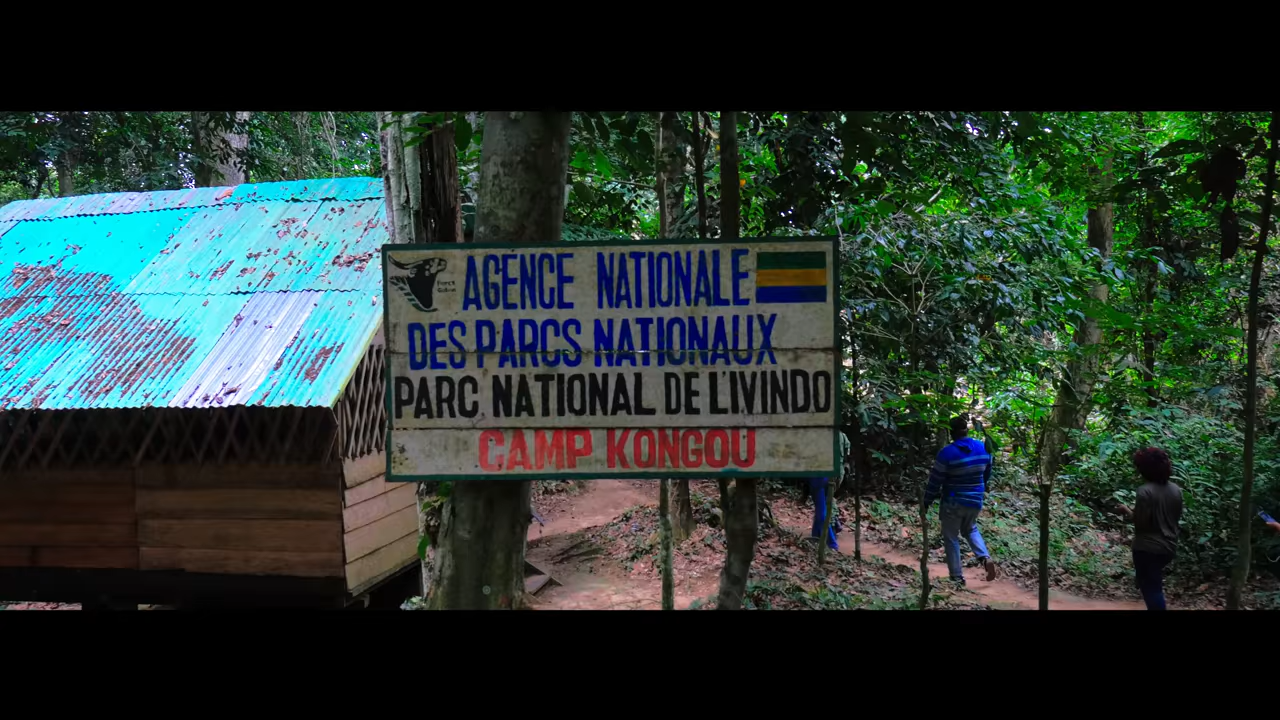 AGENCE NATIONALE
DES PARCS NATIONAUX
PARC NATIONAL DE L'IVINDO
CAMP KONGOU